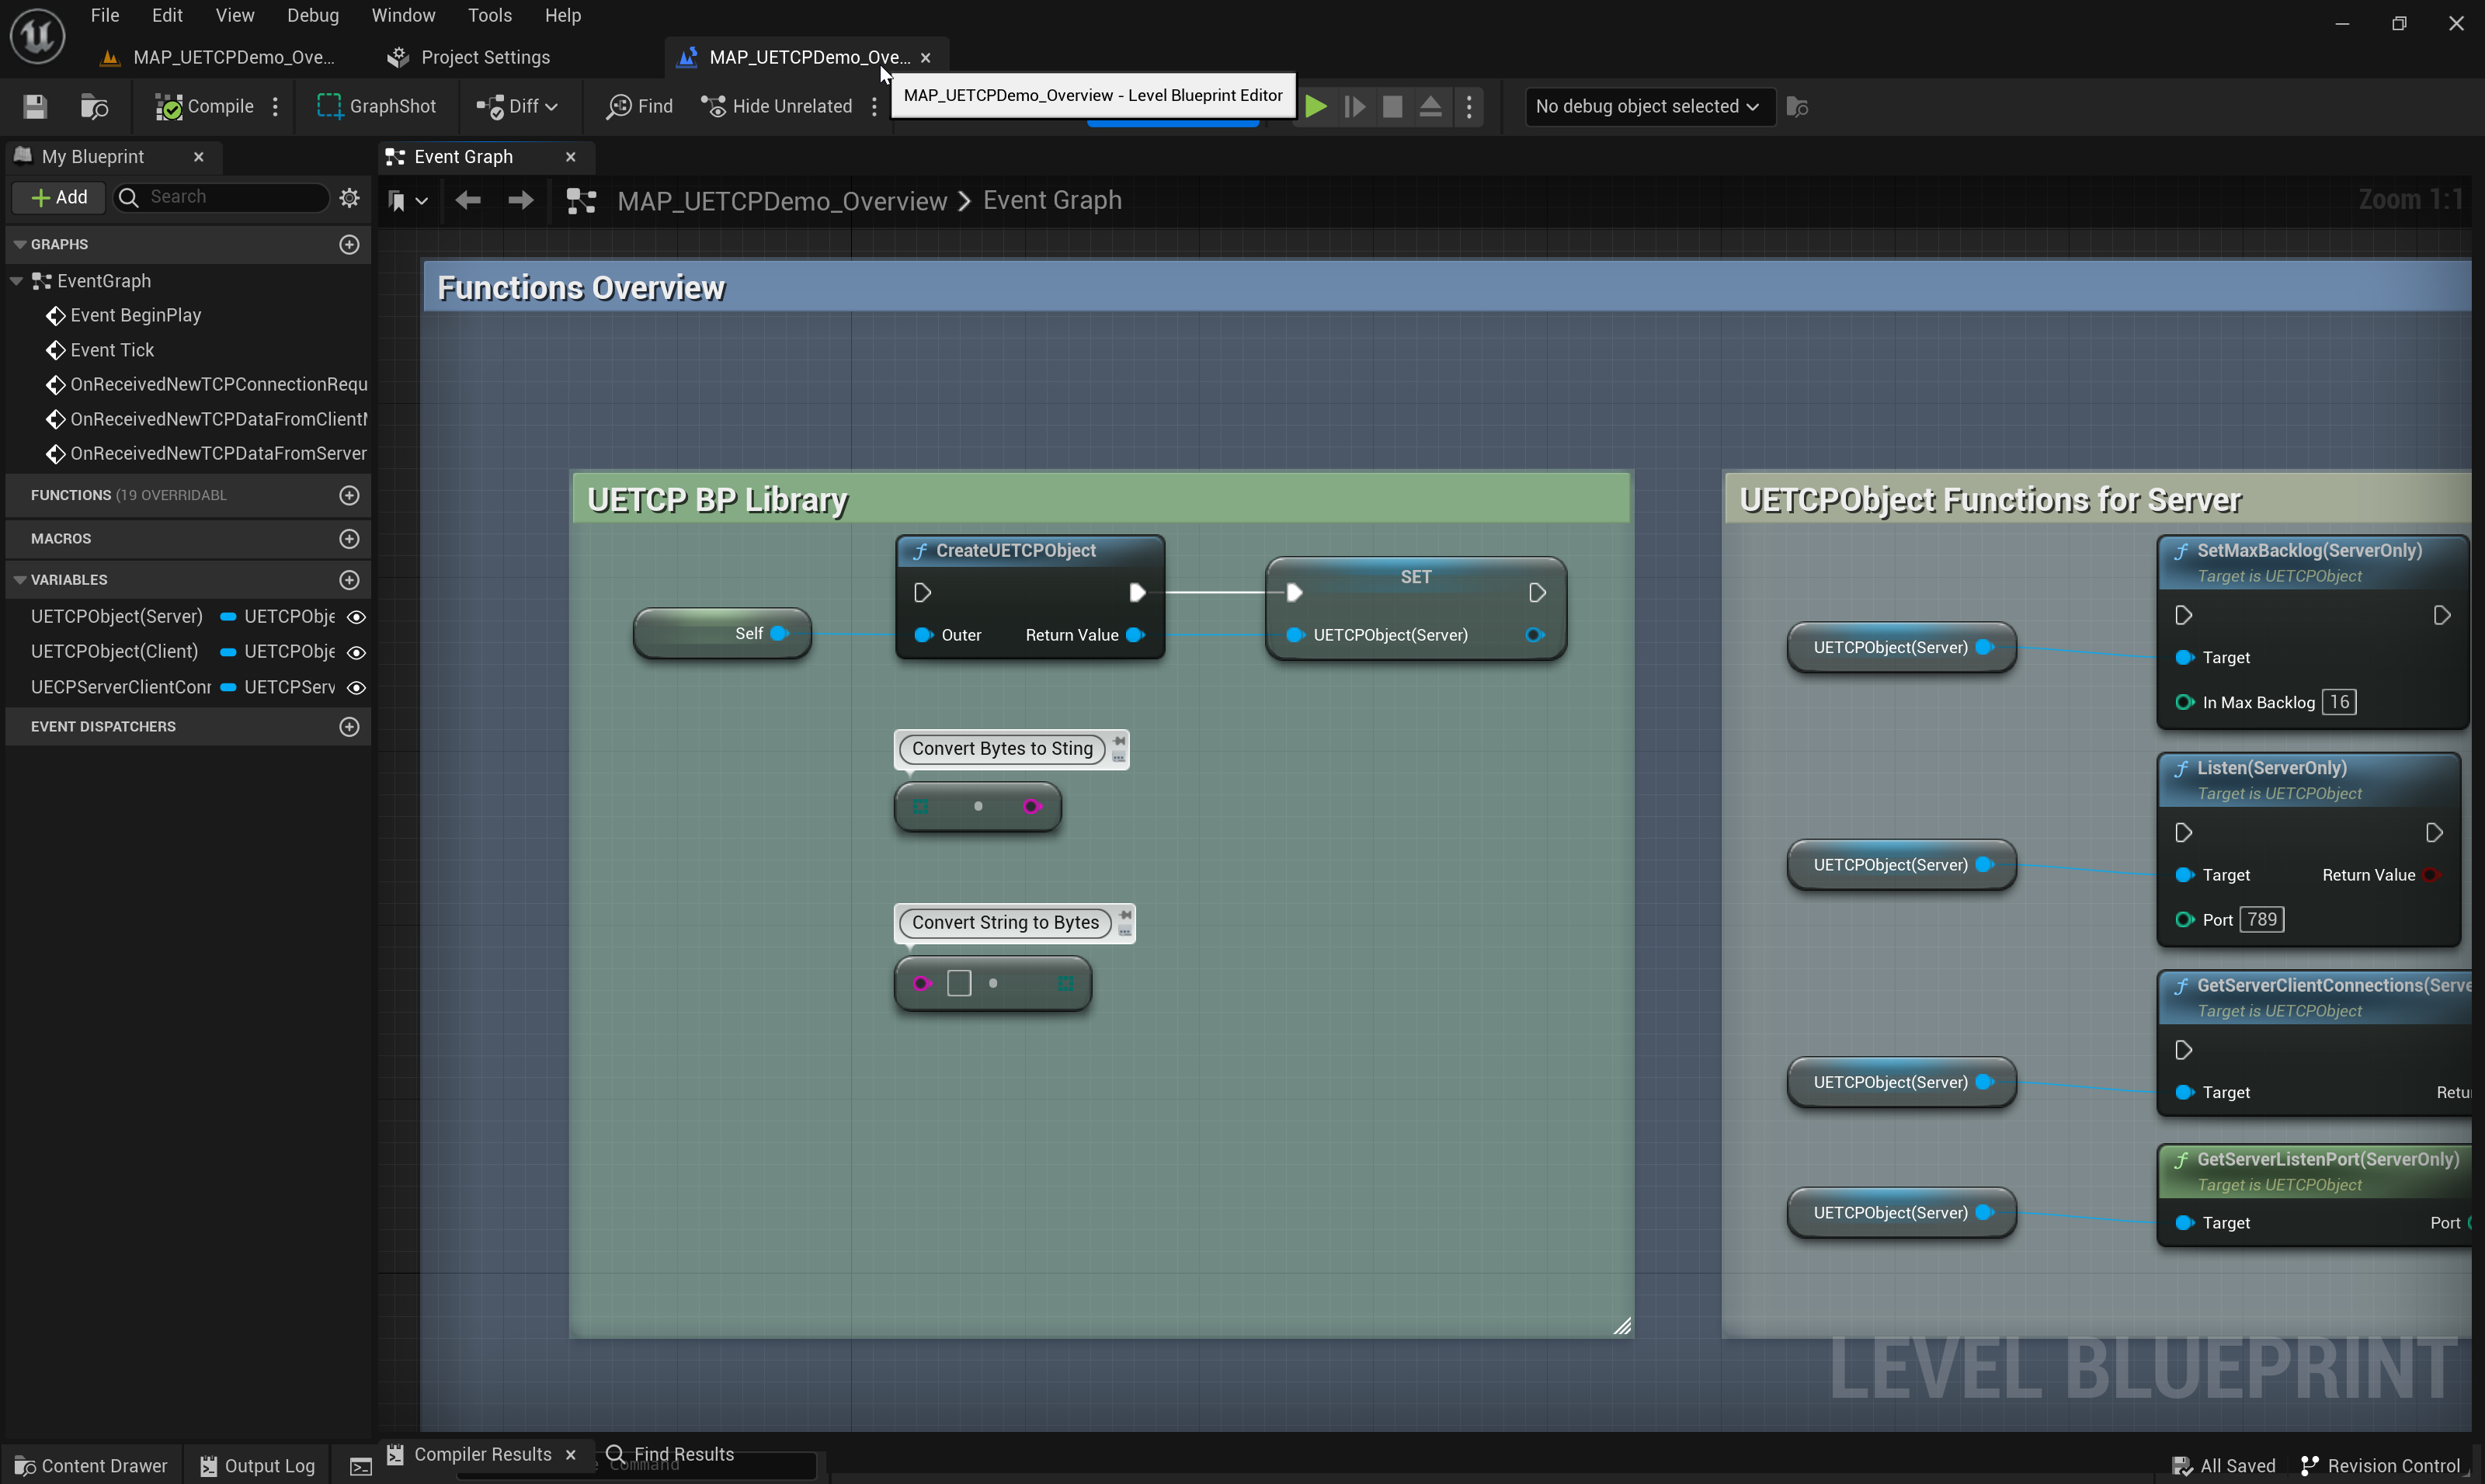 File Edit View Debug Window Tools Help
MAP_UETCPDemo_Ove... Project Settings MAP_UETCPDemo_Ove...
Compile GraphShot Diff Find Hide Unrelated No debug object selected
MAP_UETCPDemo_Overview - Level Blueprint Editor
My Blueprint Event Graph
Add Search MAP_UETCPDemo_Overview > Event Graph Zoom 1:1
GRAPHS
EventGraph
Event BeginPlay
Event Tick
OnReceivedNewTCPConnectionRequ
OnReceivedNewTCPDataFromClient
OnReceivedNewTCPDataFromServer
FUNCTIONS (19 OVERRIDABL
MACROS
VARIABLES
UETCPObject(Server) UETCPObje
UETCPObject(Client) UETCPObje
UECPServerClientConn UETCPServ
EVENT DISPATCHERS
Functions Overview
UETCP BP Library
CreateUETCPObject
Self
Outer Return Value
SET
UETCPObject(Server)
Convert Bytes to Sting
Convert String to Bytes
UETCPObject Functions for Server
UETCPObject(Server)
SetMaxBacklog(ServerOnly)
Target is UETCPObject
Target
In Max Backlog 16
UETCPObject(Server)
Listen(ServerOnly)
Target is UETCPObject
Target Return Value
Port 789
UETCPObject(Server)
GetServerClientConnections(Serve
Target is UETCPObject
Target Retu
UETCPObject(Server)
GetServerListenPort(ServerOnly)
Target is UETCPObject
Target Port
LEVEL BLUEPRINT
Compiler Results Find Results
Content Drawer Output Log Command All Saved Revision Control